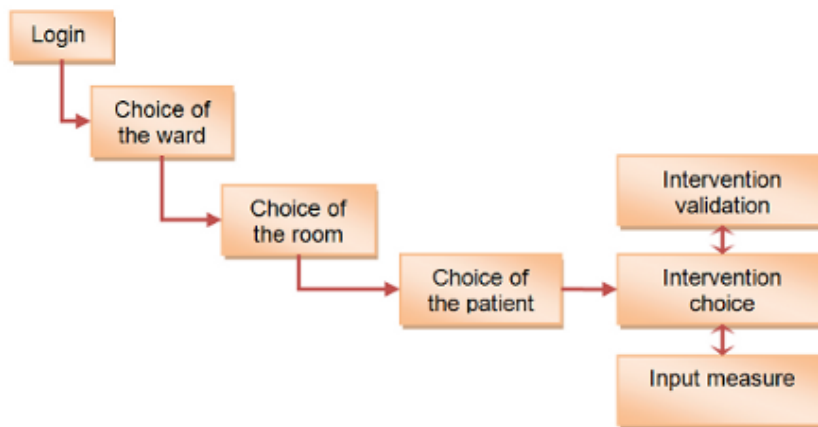 Login
Choice of
the ward
Choice of
the room
Choice of
the patient
Intervention
validation
Intervention
choice
Input measure